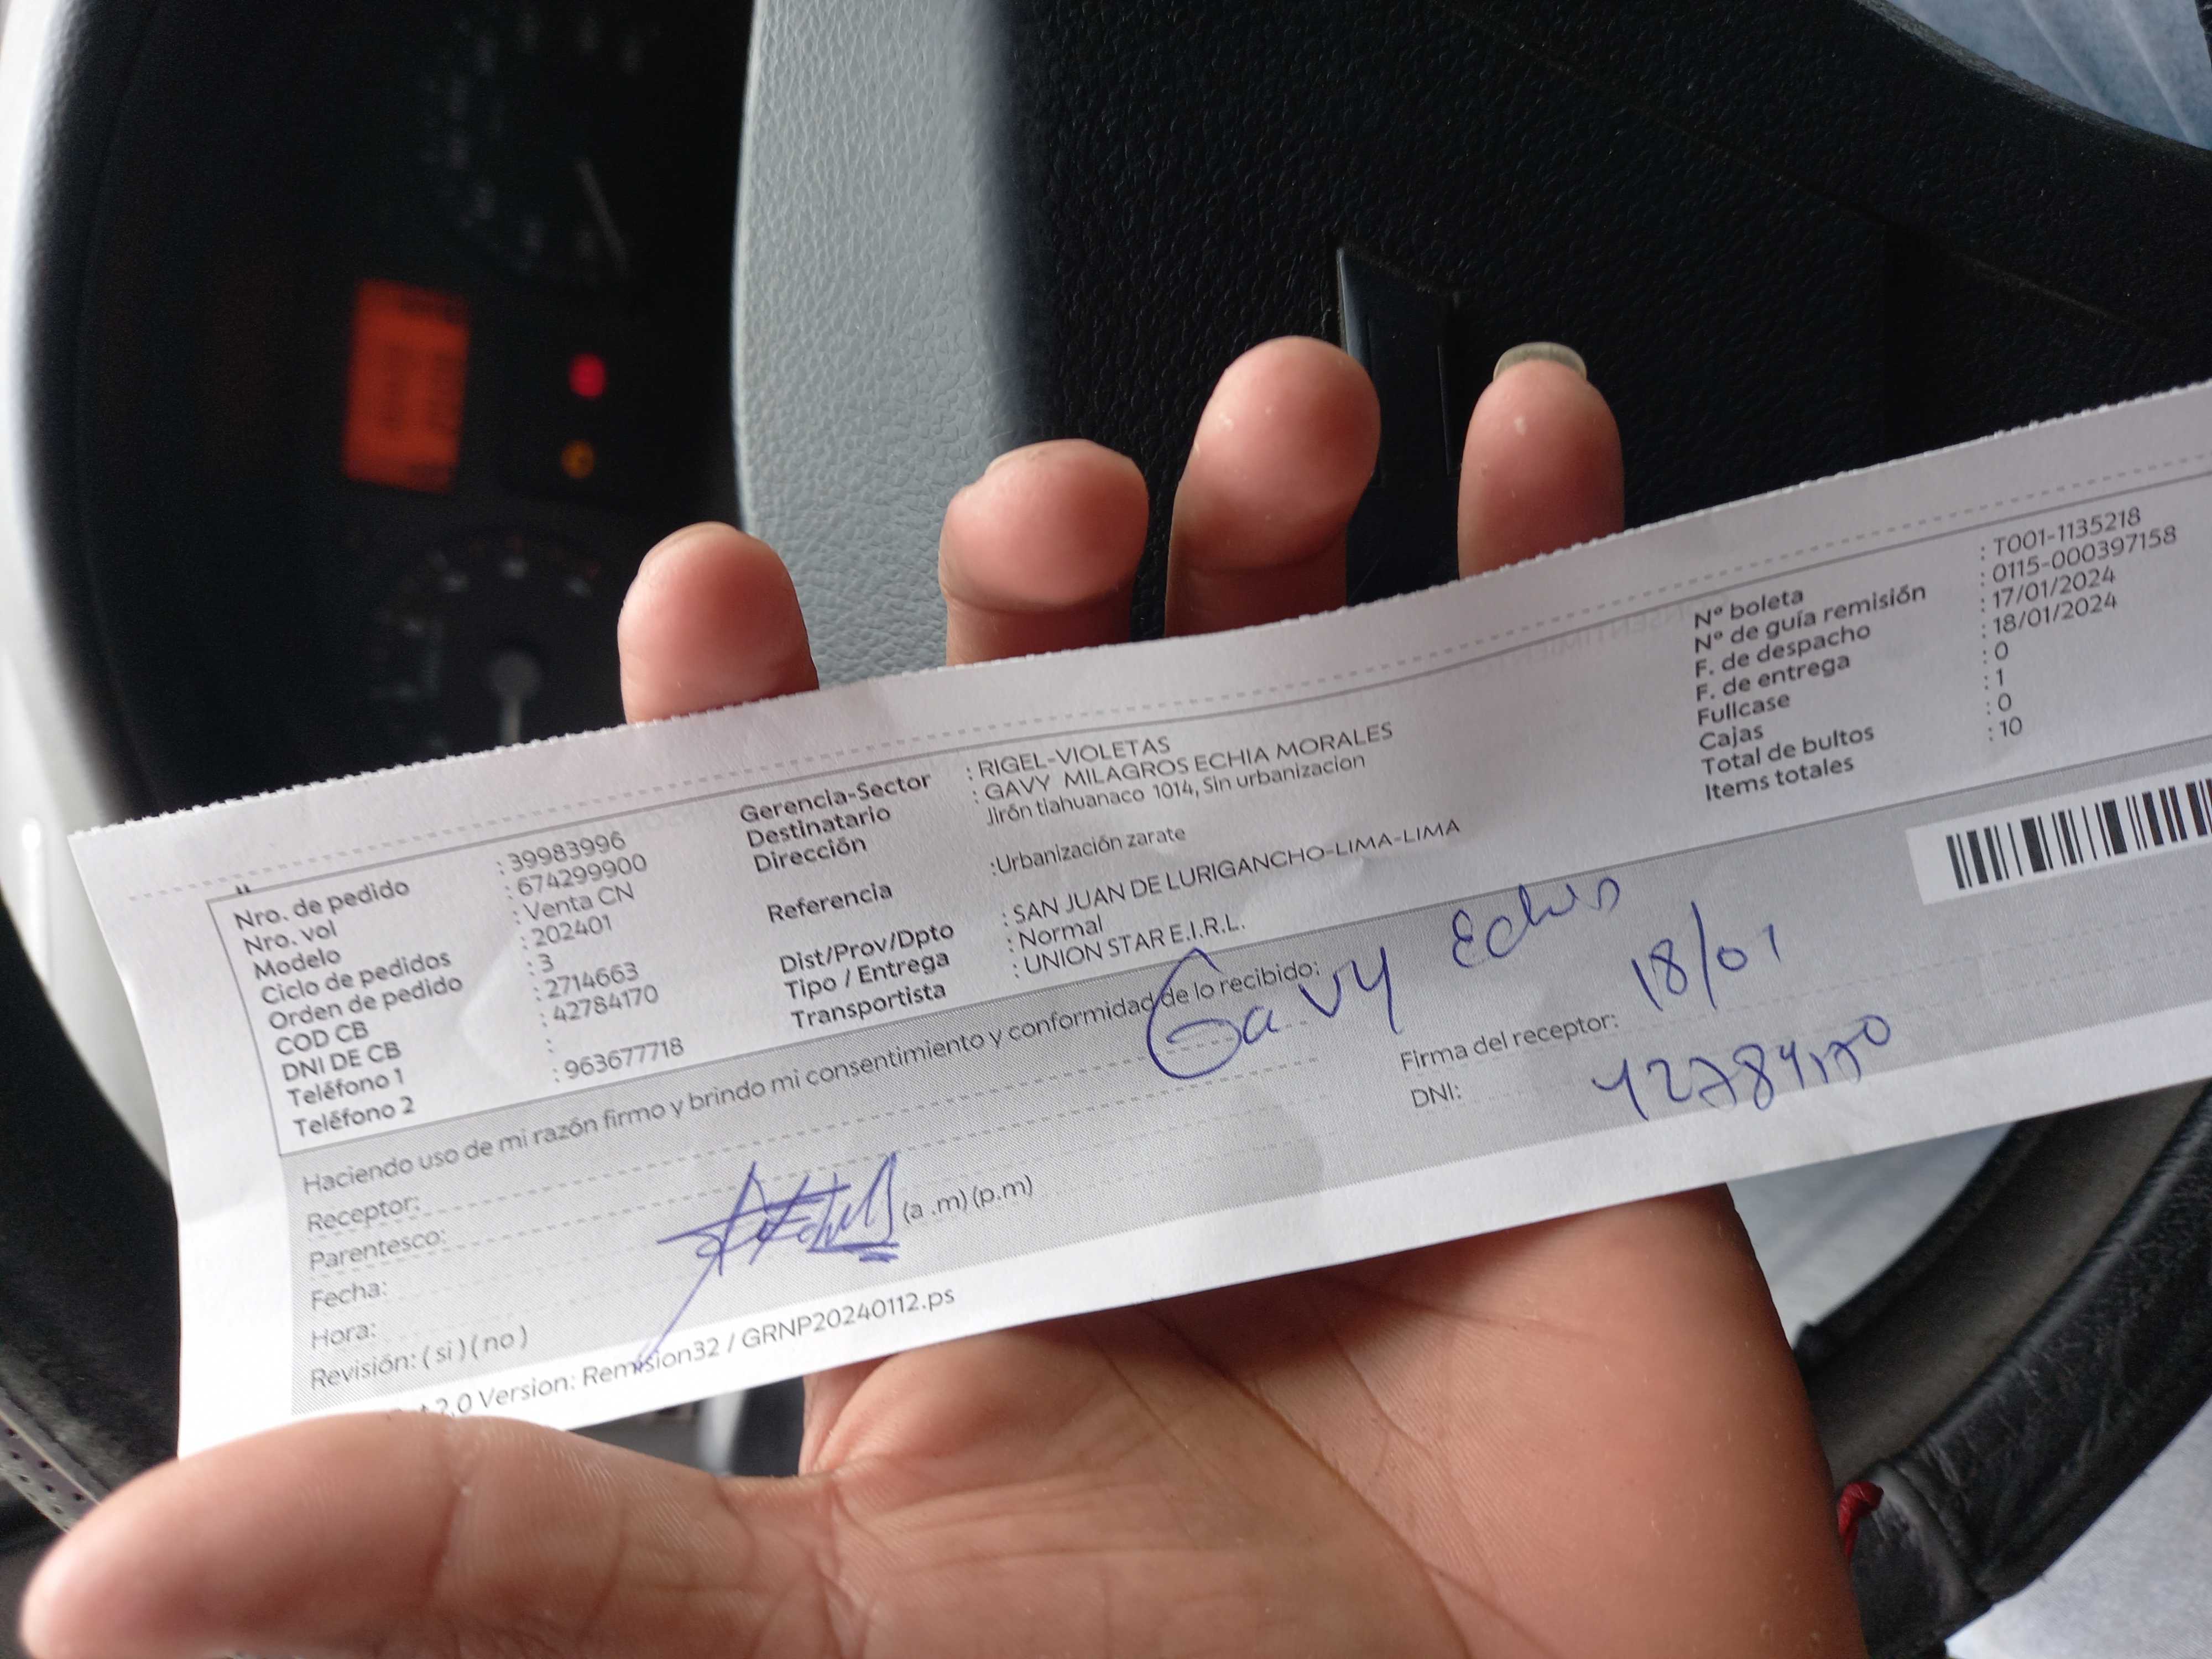 Nro. de pedido : 39983996
Nro. vol : 674299900
Modelo : Venta CN
Ciclo de pedidos : 202401
Orden de pedido : 3
COD CB : 2714663
DNI DE CB : 42784170
Teléfono 1 :
Teléfono 2 : 963677718
Gerencia-Sector : RIGEL-VIOLETAS
Destinatario : GAVY MILAGROS ECHIA MORALES
Dirección Jirón tiahuanaco 1014, Sin urbanizacion
Referencia :Urbanización zarate
Dist/Prov/Dpto : SAN JUAN DE LURIGANCHO-LIMA-LIMA
Tipo / Entrega : Normal
Transportista : UNION STAR E.I.R.L.
Nº boleta : T001-1135218
Nº de guía remisión : 0115-000397158
F. de despacho : 17/01/2024
F. de entrega : 18/01/2024
Fullcase : 0
Cajas : 1
Total de bultos : 0
Items totales : 10
Haciendo uso de mi razón firmo y brindo mi consentimiento y conformidad de lo recibido:
Gavy
18/01
Receptor:
Parentesco:
Fecha:
Hora: (a .m) (p.m)
Revisión: ( si ) ( no )
Firma del receptor:
DNI: 42784170
2,0 Version: Remision32 / GRNP20240112.ps